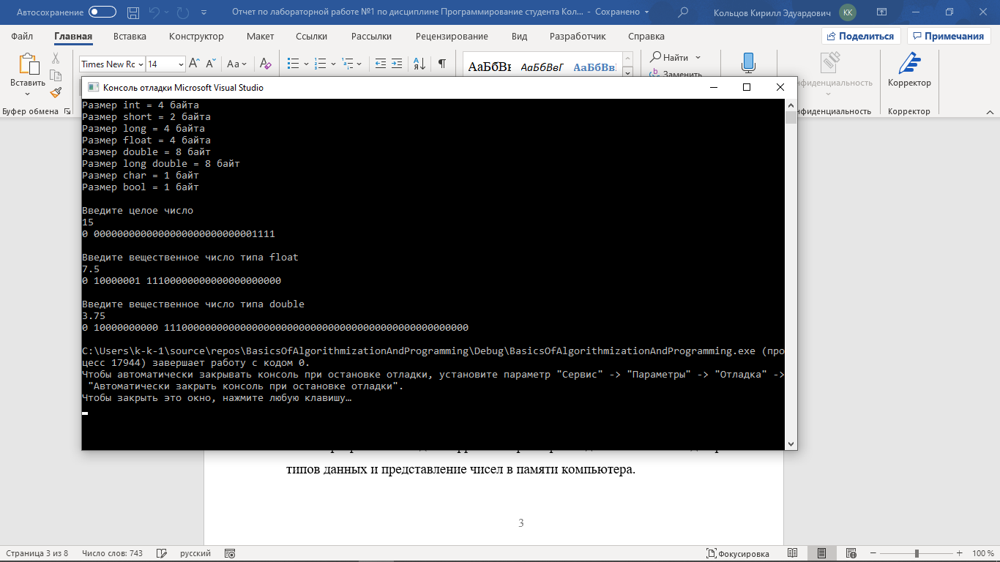 Автосохранение
Отчет по лабораторной работе №1 по дисциплине Программирование студента Кол... - Сохранено
Кольцов Кирилл Эдуардович
КК
Файл Главная Вставка Конструктор Макет Ссылки Рассылки Рецензирование Вид Разработчик Справка
Поделиться Примечания
Times New Rc 14 Aa АаБбВ АаБбВвГ АаБбВв Найти
Заменить
Вставить
Буфер обмена
нфиденциальность
нфиденциальность
Корректор
Корректор
Консоль отладки Microsoft Visual Studio
Размер int = 4 байта
Размер short = 2 байта
Размер long = 4 байта
Размер float = 4 байта
Размер double = 8 байт
Размер long double = 8 байт
Размер char = 1 байт
Размер bool = 1 байт
Введите целое число
15
0 0000000000000000000000000001111
Введите вещественное число типа float
7.5
0 10000001 11100000000000000000000
Введите вещественное число типа double
3.75
0 10000000000 1110000000000000000000000000000000000000000000000000
C:\Users\k-k-1\source\repos\BasicsOfAlgorithmizationAndProgramming\Debug\BasicsOfAlgorithmizationAndProgramming.exe (про
цесс 17944) завершает работу с кодом 0.
Чтобы автоматически закрывать консоль при остановке отладки, установите параметр "Сервис" -> "Параметры" -> "Отладка" ->
"Автоматически закрыть консоль при остановке отладки".
Чтобы закрыть это окно, нажмите любую клавишу…
типов данных и представление чисел в памяти компьютера.
3
Страница 3 из 8 Число слов: 743 русский Фокусировка 100 %